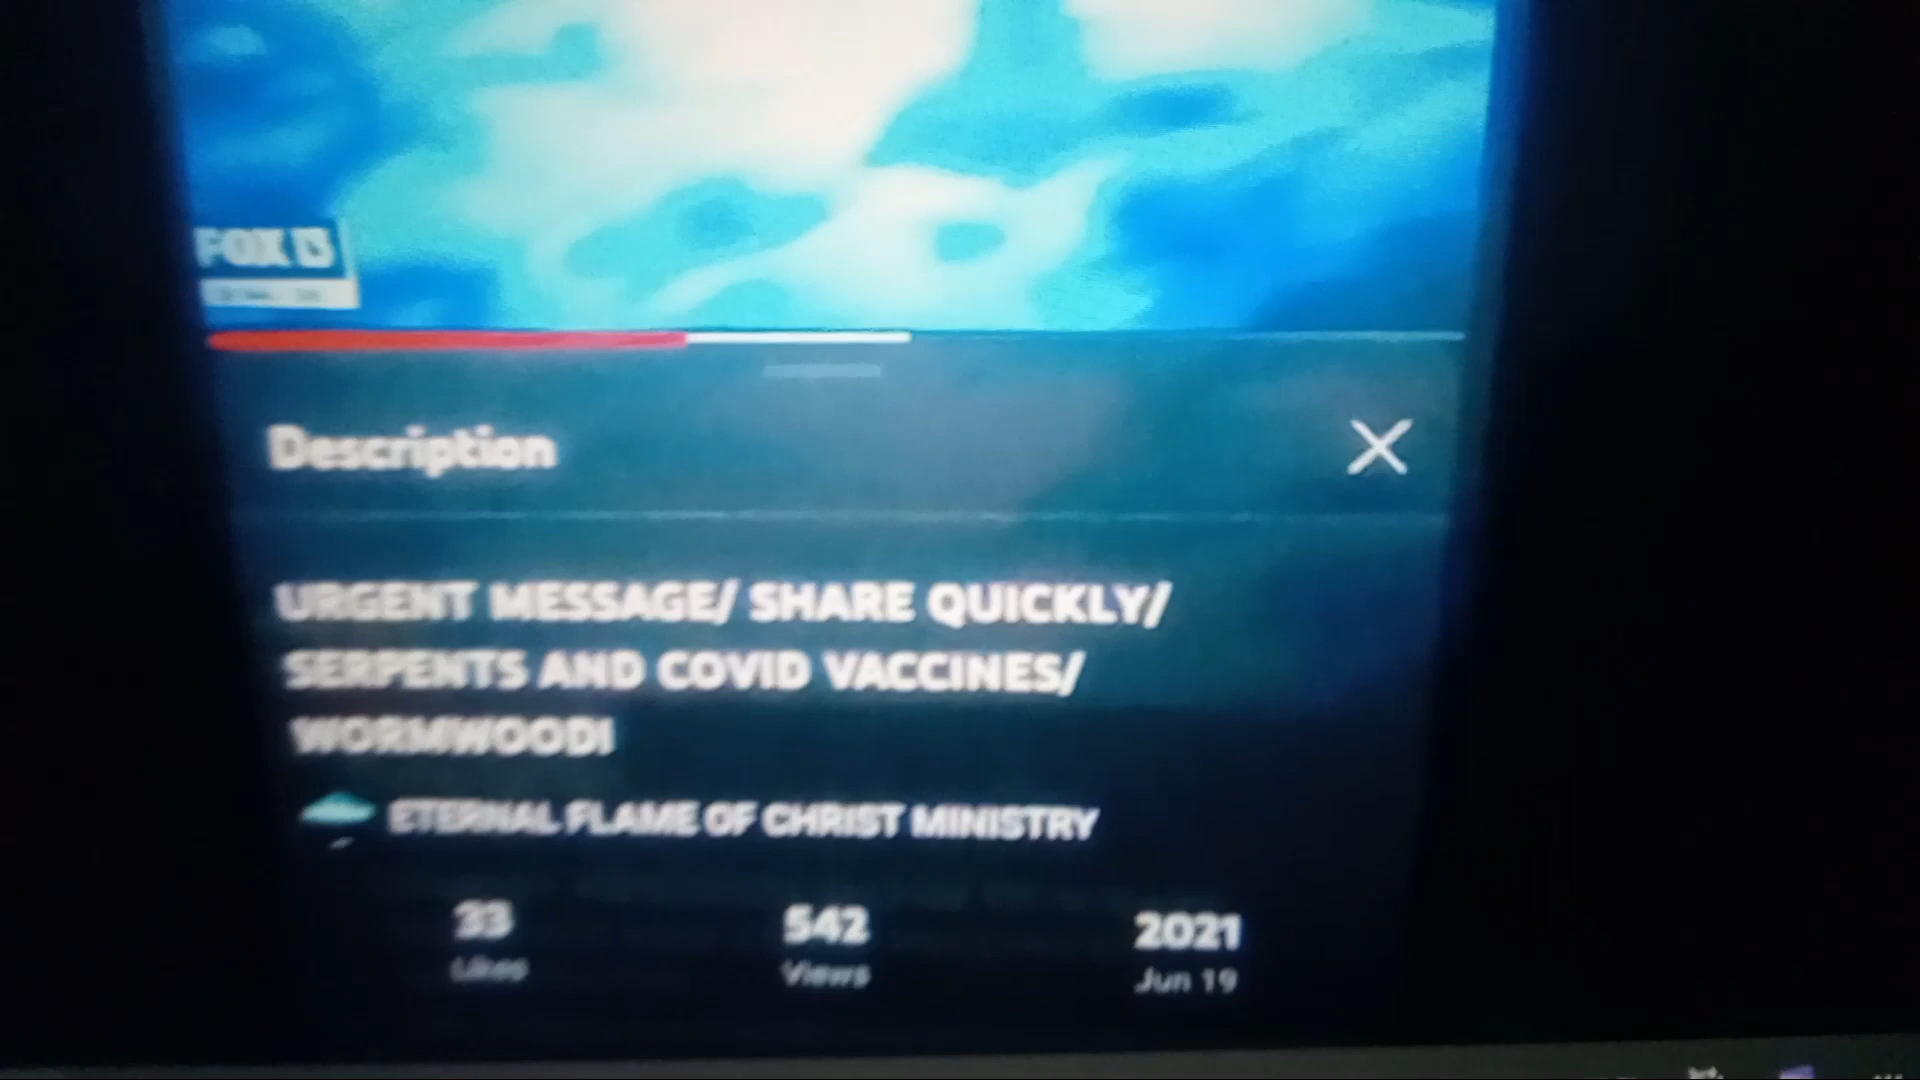 FOX 13
Description
URGENT MESSAGE/ SHARE QUICKLY/
SERPENTS AND COVID VACCINES/
WORMWOOD!
ETERNAL FLAME OF CHRIST MINISTRY
33 542 2021
Likes Views Jun 19